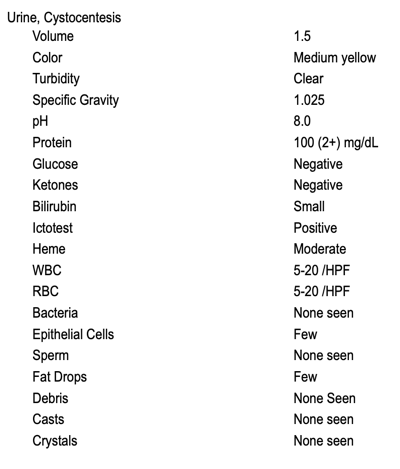 Urine, Cystocentesis
Volume 1.5
Color Medium yellow
Turbidity Clear
Specific Gravity 1.025
pH 8.0
Protein 100 (2+) mg/dL
Glucose Negative
Ketones Negative
Bilirubin Small
Ictotest Positive
Heme Moderate
WBC 5-20 /HPF
RBC 5-20 /HPF
Bacteria None seen
Epithelial Cells Few
Sperm None seen
Fat Drops Few
Debris None Seen
Casts None seen
Crystals None seen